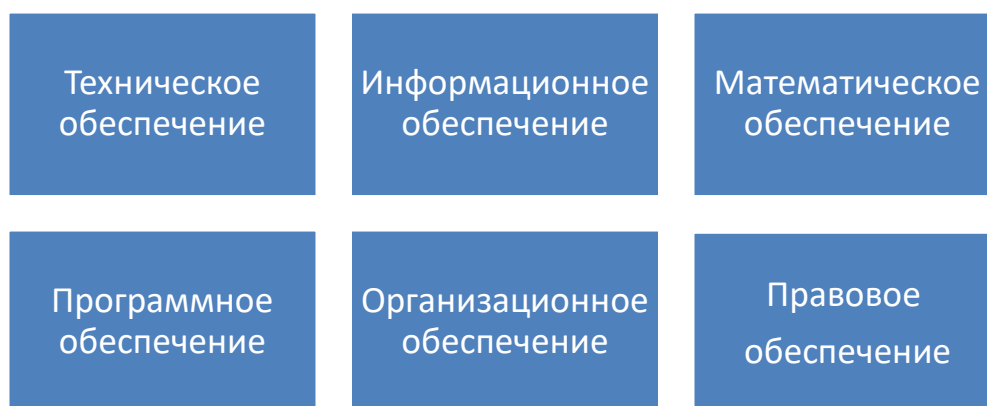 Техническое
обеспечение
Информационное
обеспечение
Математическое
обеспечение
Программное
обеспечение
Организационное
обеспечение
Правовое
обеспечение